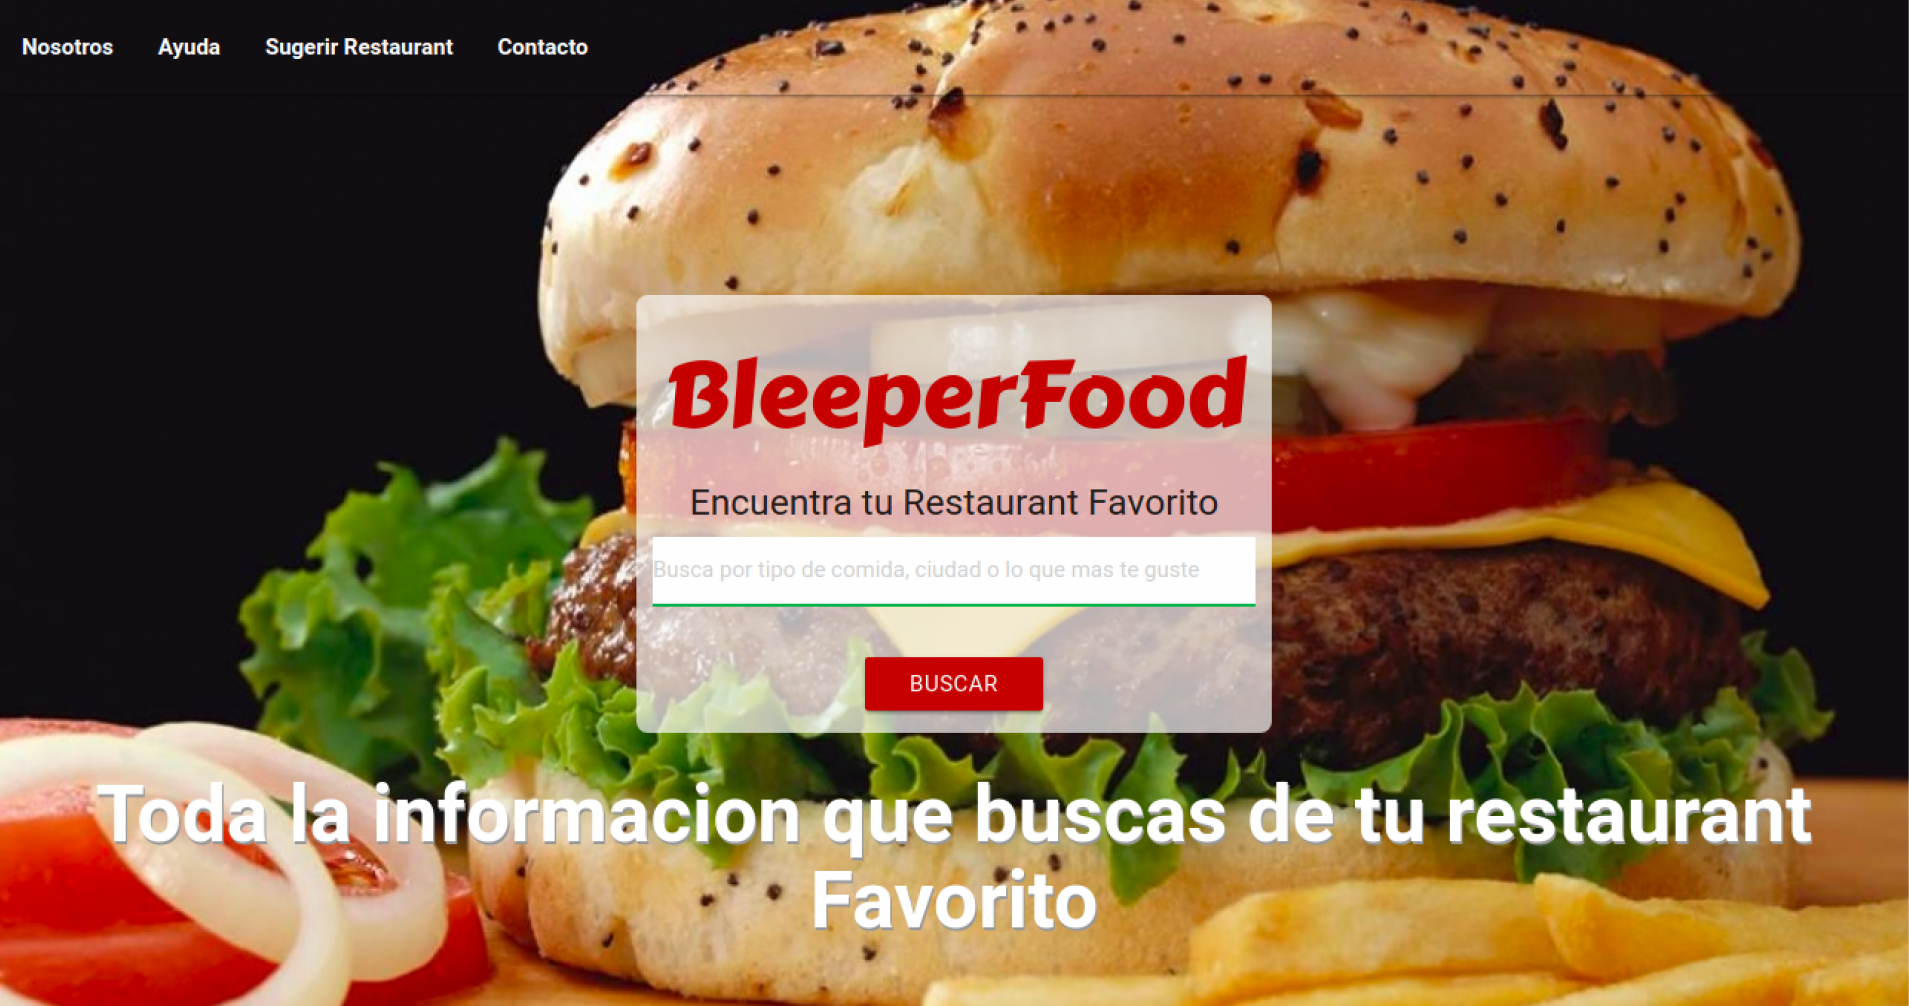 Nosotros Ayuda Sugerir Restaurant Contacto
BleeperFood
Encuentra tu Restaurant Favorito
Busca por tipo de comida, ciudad o lo que mas te guste
BUSCAR
Toda la informacion que buscas de tu restaurant
Favorito